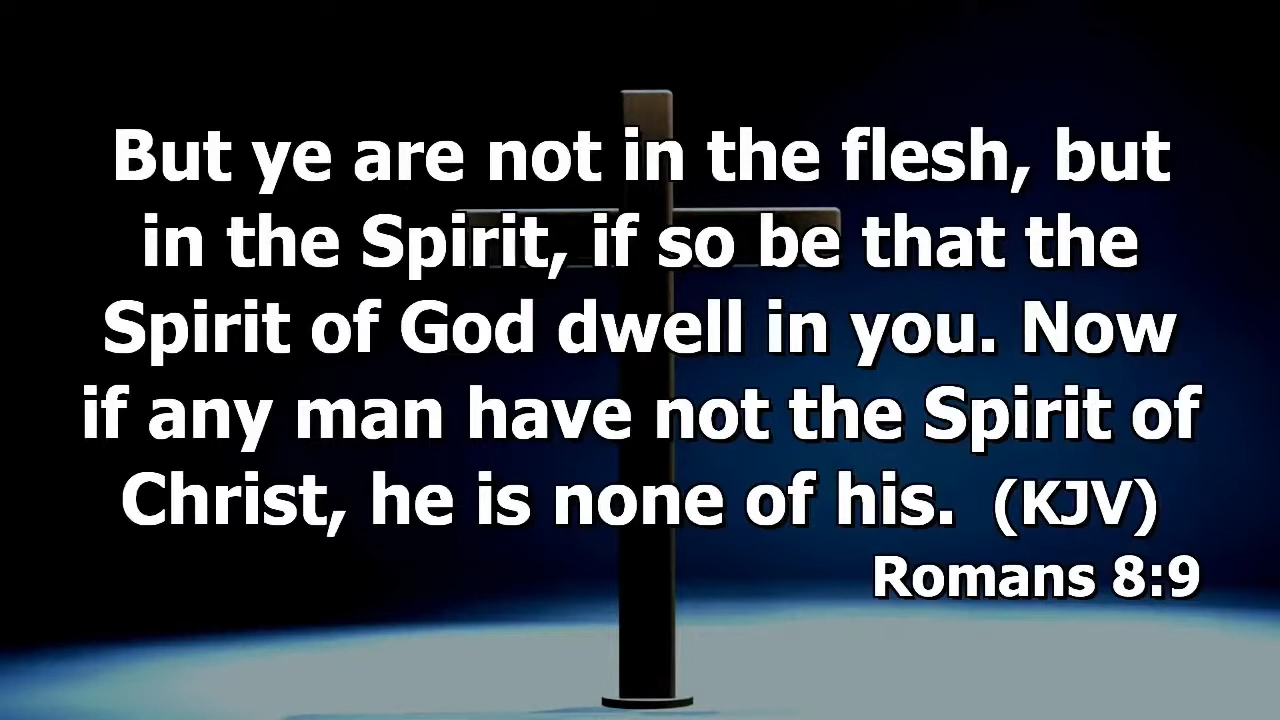 But ye are not in the flesh, but
in the Spirit, if so be that the
Spirit of God dwell in you. Now
if any man have not the Spirit of
Christ, he is none of his. (KJV)
Romans 8:9